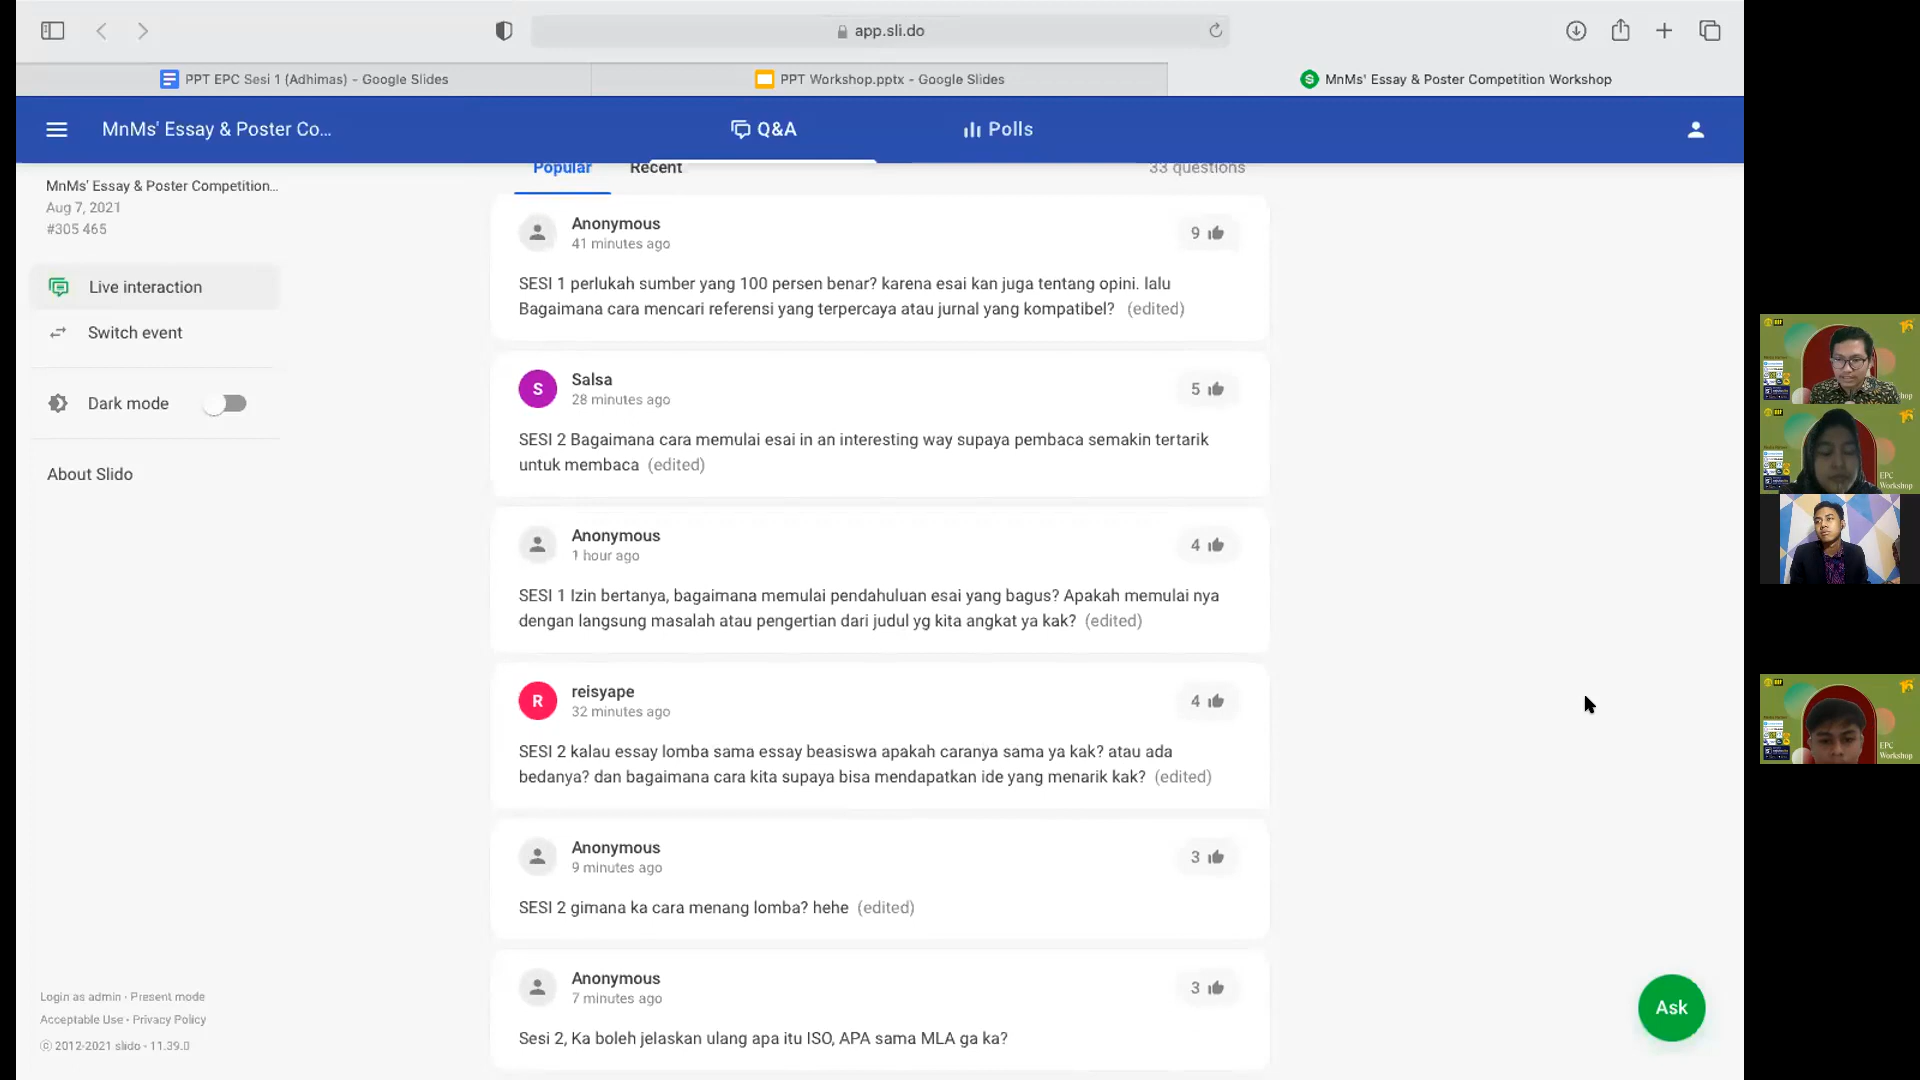 app.sli.do
PPT EPC Sesi 1 (Adhimas) - Google Slides
PPT Workshop.pptx - Google Slides
S
MnMs' Essay & Poster Competition Workshop
MnMs' Essay & Poster Co...
Q&A
Polls
MnMs' Essay & Poster Competition...
Aug 7, 2021
#305 465
Live interaction
Switch event
Dark mode
About Slido
Popular
Recent
33 questions
Anonymous
41 minutes ago
9
SESI 1 perlukah sumber yang 100 persen benar? karena esai kan juga tentang opini. lalu
Bagaimana cara mencari referensi yang terpercaya atau jurnal yang kompatibel? (edited)
S
Salsa
28 minutes ago
5
SESI 2 Bagaimana cara memulai esai in an interesting way supaya pembaca semakin tertarik
untuk membaca (edited)
Anonymous
1 hour ago
4
SESI 1 Izin bertanya, bagaimana memulai pendahuluan esai yang bagus? Apakah memulai nya
dengan langsung masalah atau pengertian dari judul yg kita angkat ya kak? (edited)
R
reisyape
32 minutes ago
4
SESI 2 kalau essay lomba sama essay beasiswa apakah caranya sama ya kak? atau ada
bedanya? dan bagaimana cara kita supaya bisa mendapatkan ide yang menarik kak? (edited)
Anonymous
9 minutes ago
3
SESI 2 gimana ka cara menang lomba? hehe (edited)
Anonymous
7 minutes ago
3
Sesi 2, Ka boleh jelaskan ulang apa itu ISO, APA sama MLA ga ka?
Login as admin · Present mode
Acceptable Use · Privacy Policy
© 2012-2021 slido - 11.39.0
Ask
EPC
Workshop
EPC
Workshop